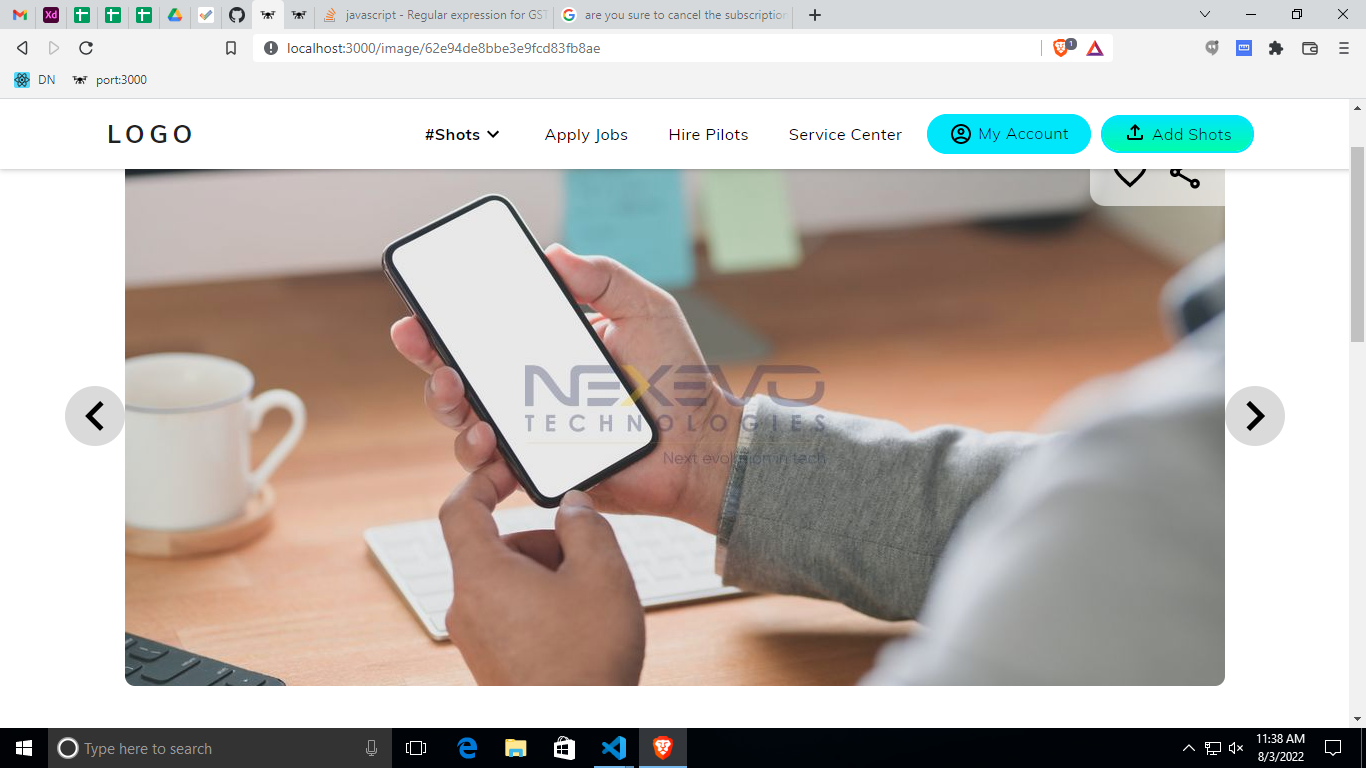 javascript - Regular expression for GST
are you sure to cancel the subscription
localhost:3000/image/62e94de8bbe3e9fcd83fb8ae
1
DN
port:3000
LOGO
#Shots
Apply Jobs
Hire Pilots
Service Center
My Account
Add Shots
NEXEVO
TECHNOLOGIES
Next evolution in tech
Type here to search
11:38 AM
8/3/2022